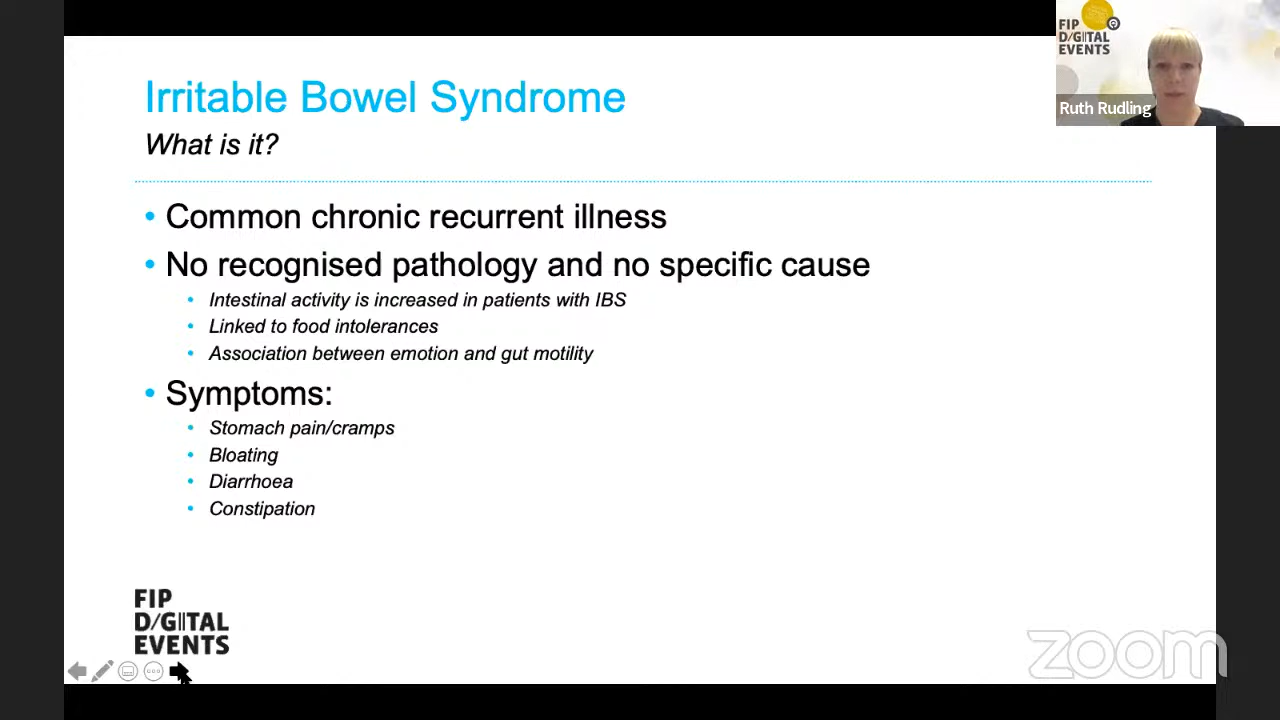 Irritable Bowel Syndrome
What is it?
• Common chronic recurrent illness
• No recognised pathology and no specific cause
• Intestinal activity is increased in patients with IBS
• Linked to food intolerances
• Association between emotion and gut motility
• Symptoms:
• Stomach pain/cramps
• Bloating
• Diarrhoea
• Constipation
FIP
D/GITAL
EVENTS
zoom
FIP
D/GITAL
EVENTS
Ruth Rudling